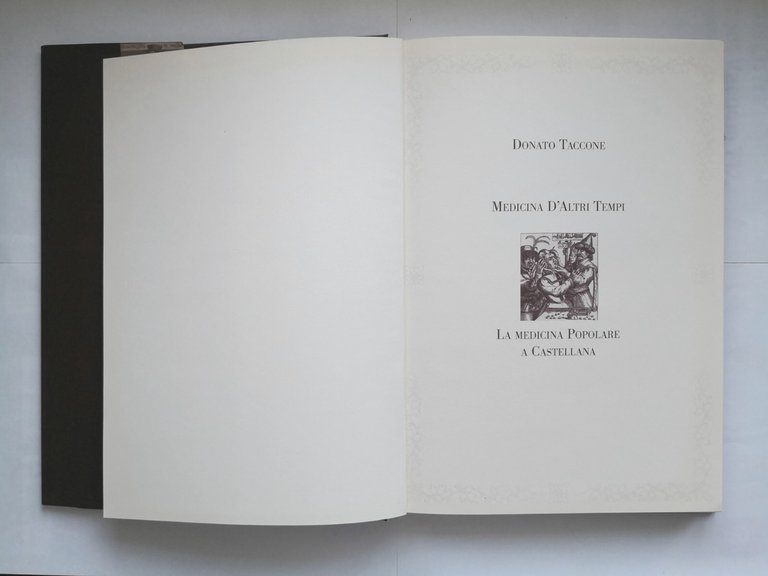 Donato Taccone
Medicina D'Altri Tempi
La medicina Popolare
a Castellana